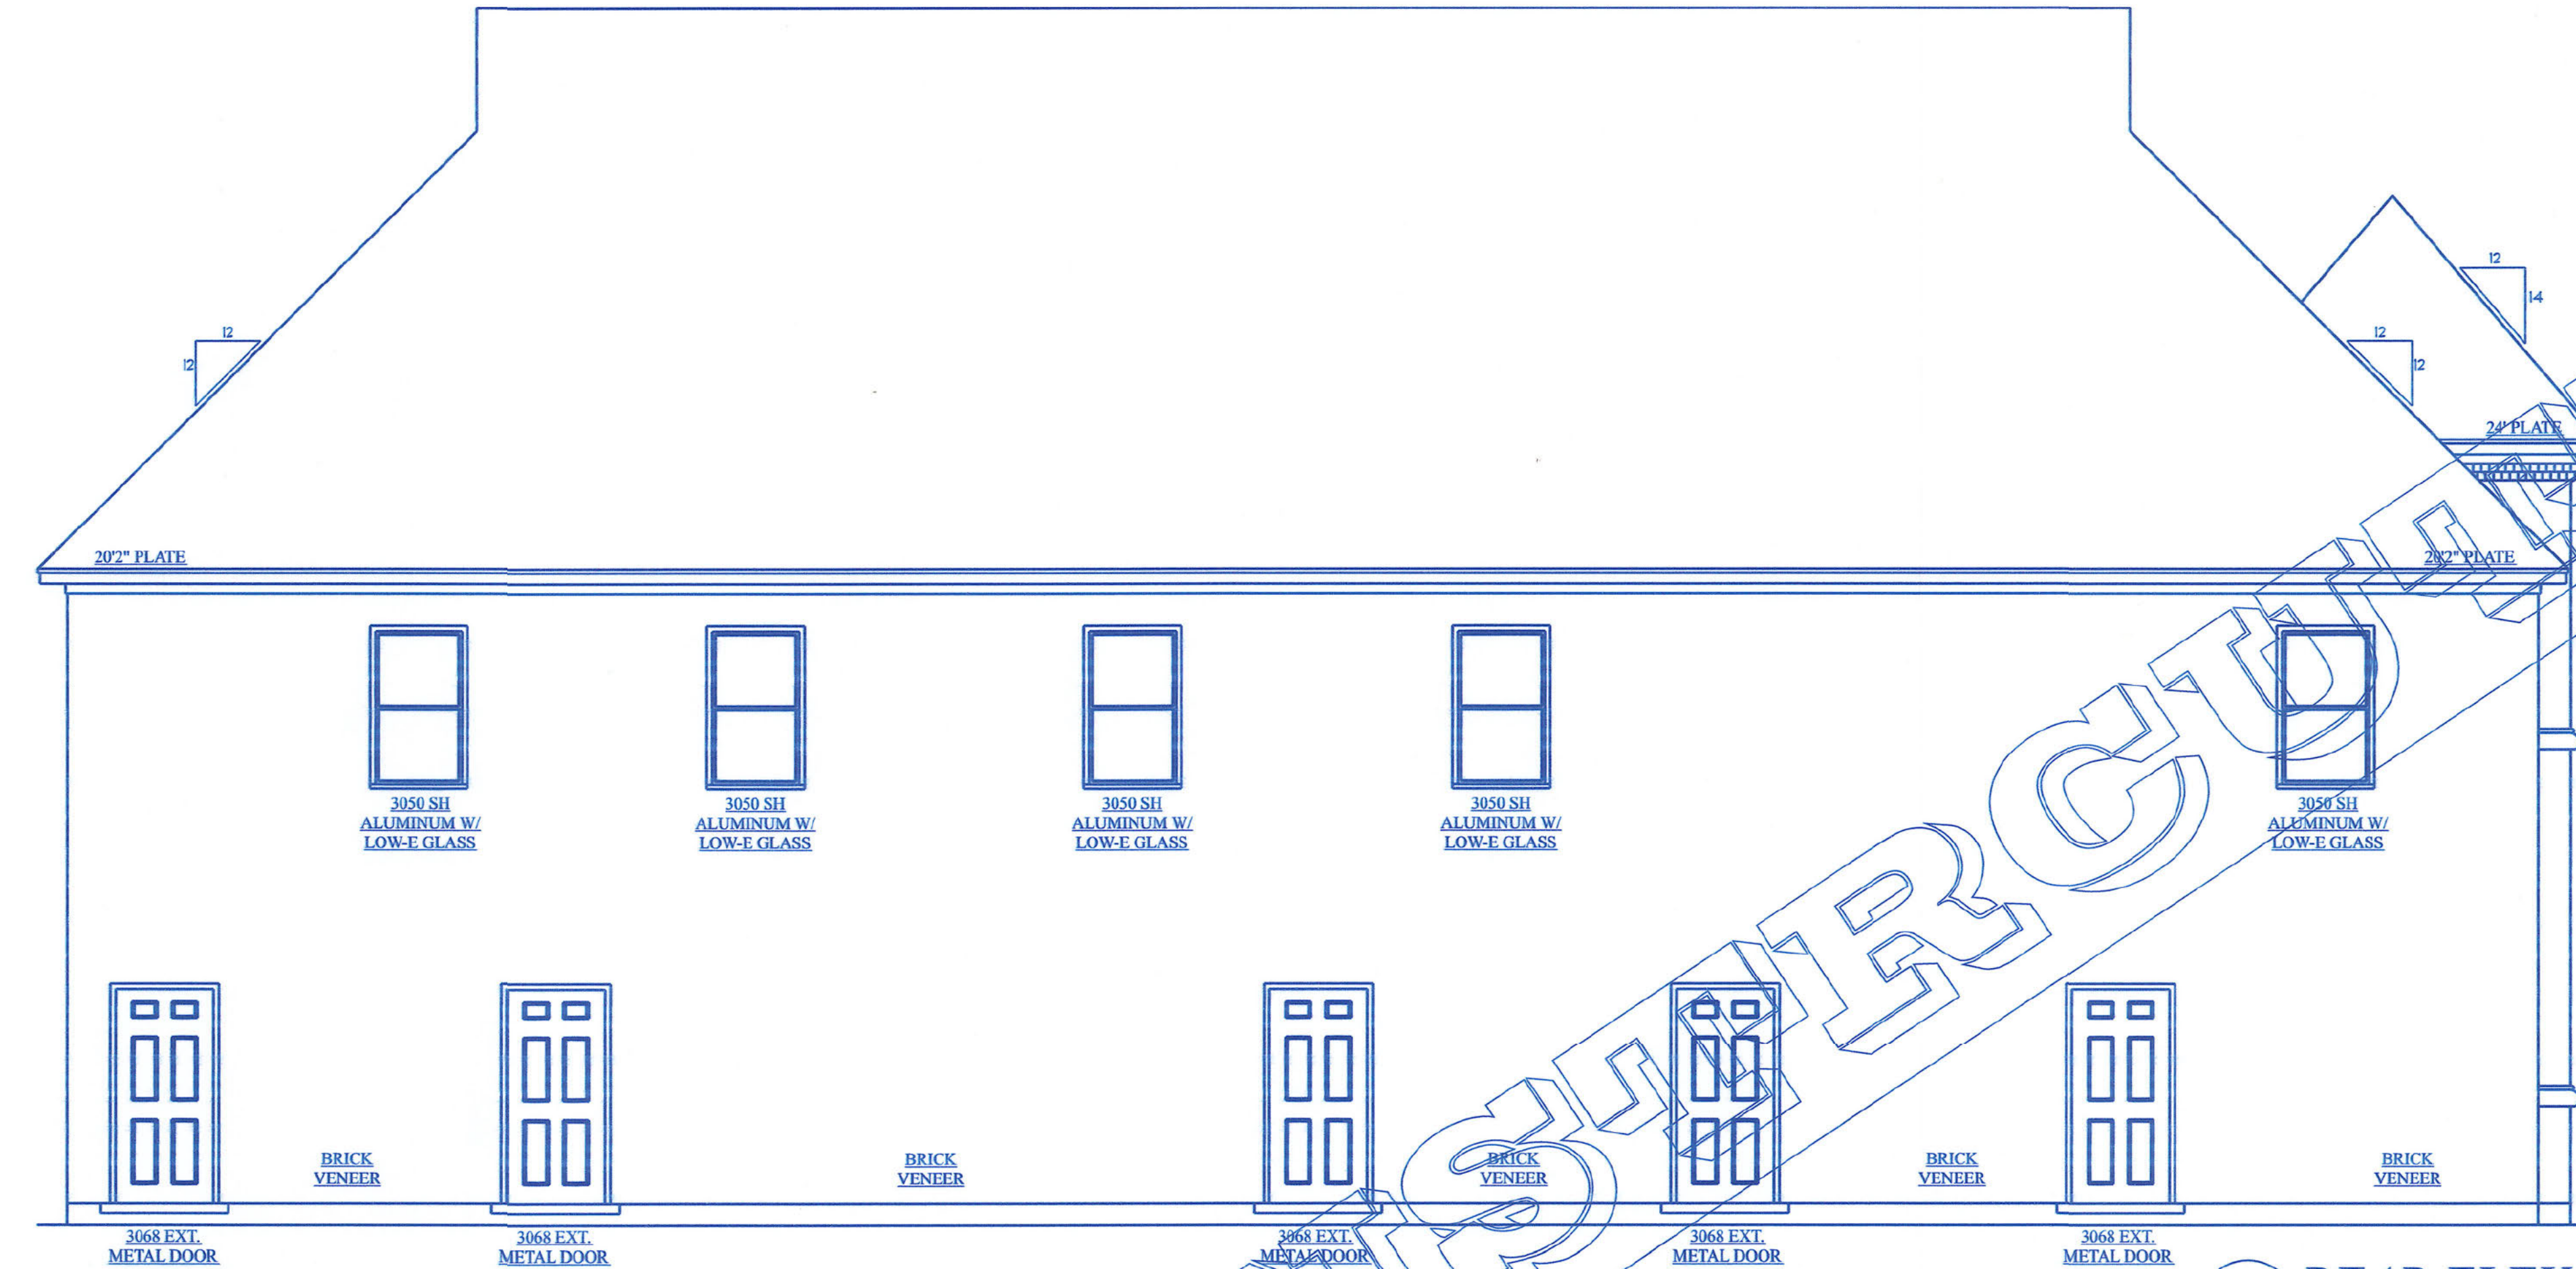 12
14
12
12
12
12
24' PLATE
20'2" PLATE
20'2" PLATE
3050 SH
ALUMINUM W/
LOW-E GLASS
3050 SH
ALUMINUM W/
LOW-E GLASS
3050 SH
ALUMINUM W/
LOW-E GLASS
3050 SH
ALUMINUM W/
LOW-E GLASS
3050 SH
ALUMINUM W/
LOW-E GLASS
BRICK
VENEER
BRICK
VENEER
BRICK
VENEER
BRICK
VENEER
BRICK
VENEER
3068 EXT.
METAL DOOR
3068 EXT.
METAL DOOR
3068 EXT.
METAL DOOR
3068 EXT.
METAL DOOR
3068 EXT.
METAL DOOR